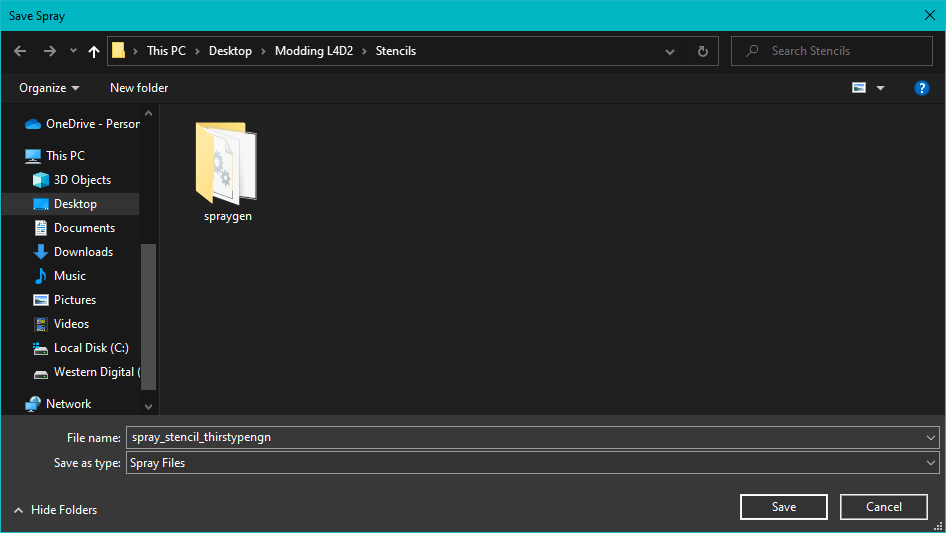 Save Spray
This PC Desktop Modding L4D2 Stencils
Search Stencils
Organize New folder
?
OneDrive - Person
This PC
3D Objects
Desktop
Documents
Downloads
Music
Pictures
Videos
Local Disk (C:)
Western Digital (
Network
spraygen
File name: spray_stencil_thirstypengn
Save as type: Spray Files
Hide Folders
Save Cancel